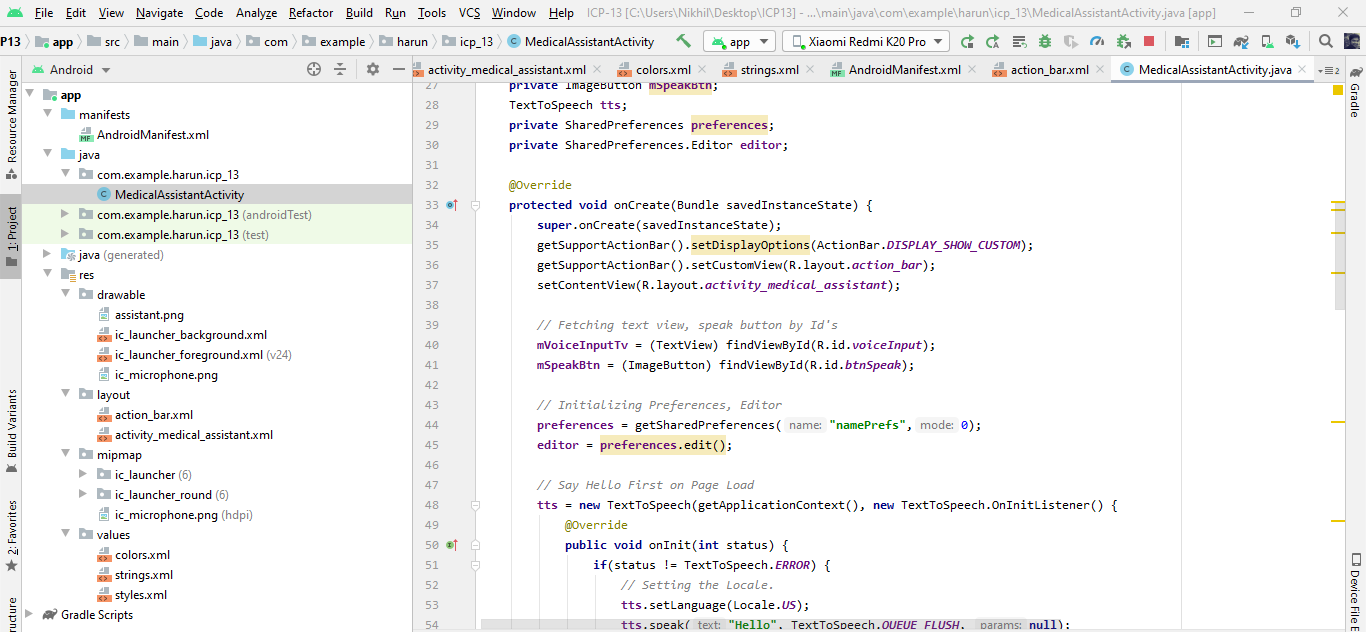 File Edit View Navigate Code Analyze Refactor Build Run Tools VCS Window Help ICP-13 [C:\Users\Nikhil\Desktop\ICP13] - ...\main\java\com\example\harun\icp_13\MedicalAssistantActivity.java [app]
P13 app src main java com example harun icp_13 MedicalAssistantActivity app Xiaomi Redmi K20 Pro
Android activity_medical_assistant.xml colors.xml strings.xml AndroidManifest.xml action_bar.xml MedicalAssistantActivity.java 2
Resource Manager
1: Project
Build Variants
2: Favorites
ructure
app
manifests
AndroidManifest.xml
java
com.example.harun.icp_13
MedicalAssistantActivity
com.example.harun.icp_13 (androidTest)
com.example.harun.icp_13 (test)
java (generated)
res
drawable
assistant.png
ic_launcher_background.xml
ic_launcher_foreground.xml (v24)
ic_microphone.png
layout
action_bar.xml
activity_medical_assistant.xml
mipmap
ic_launcher (6)
ic_launcher_round (6)
ic_microphone.png (hdpi)
values
colors.xml
strings.xml
styles.xml
Gradle Scripts
27 private ImageButton mSpeakBtn;
28 TextToSpeech tts;
29 private SharedPreferences preferences;
30 private SharedPreferences.Editor editor;
31
32 @Override
33 protected void onCreate(Bundle savedInstanceState) {
34 super.onCreate(savedInstanceState);
35 getSupportActionBar().setDisplayOptions(ActionBar.DISPLAY_SHOW_CUSTOM);
36 getSupportActionBar().setCustomView(R.layout.action_bar);
37 setContentView(R.layout.activity_medical_assistant);
38
39 // Fetching text view, speak button by Id's
40 mVoiceInputTv = (TextView) findViewById(R.id.voiceInput);
41 mSpeakBtn = (ImageButton) findViewById(R.id.btnSpeak);
42
43 // Initializing Preferences, Editor
44 preferences = getSharedPreferences( name: "namePrefs", mode: 0);
45 editor = preferences.edit();
46
47 // Say Hello First on Page Load
48 tts = new TextToSpeech(getApplicationContext(), new TextToSpeech.OnInitListener() {
49 @Override
50 public void onInit(int status) {
51 if(status != TextToSpeech.ERROR) {
52 // Setting the Locale.
53 tts.setLanguage(Locale.US);
54 tts.speak( text: "Hello", TextToSpeech.QUEUE_FLUSH, params: null);
Gradle
Device File E